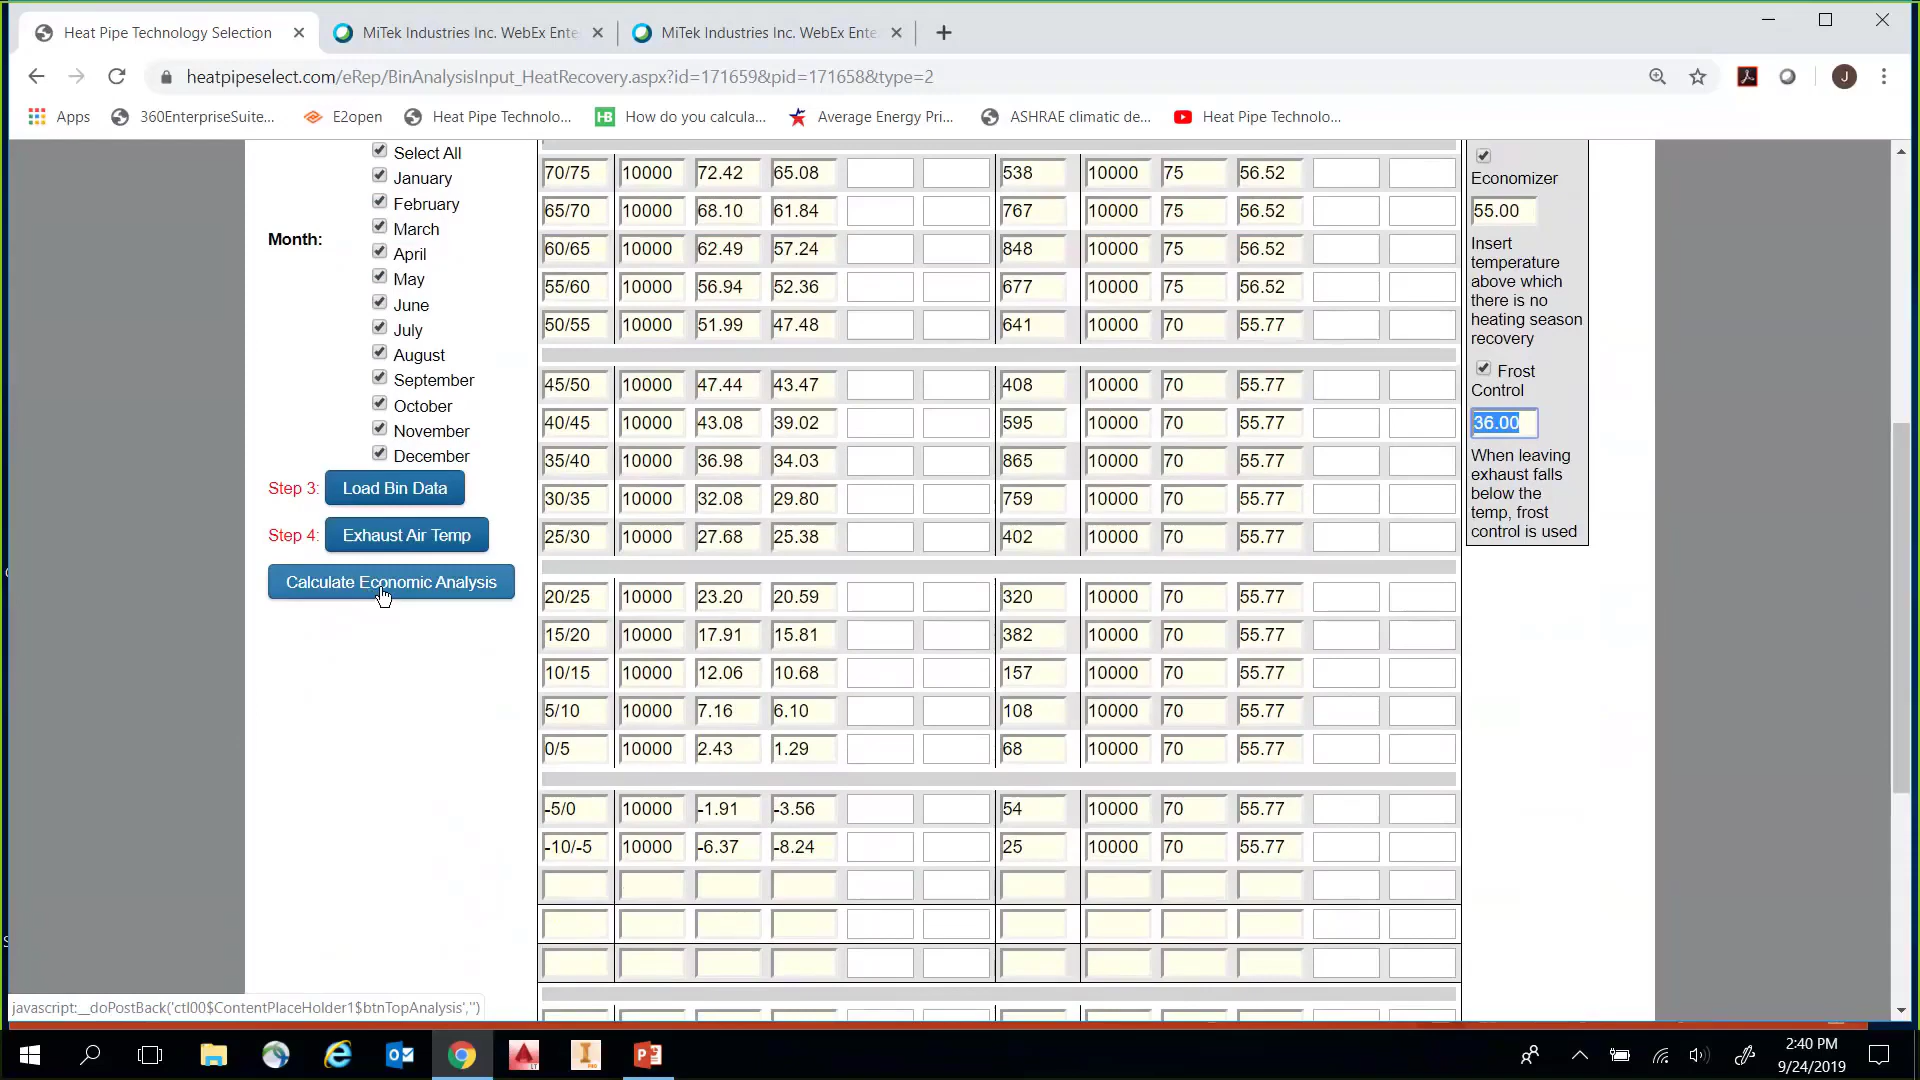 Heat Pipe Technology Selection
MiTek Industries Inc. WebEx Ente
MiTek Industries Inc. WebEx Ente
heatpipeselect.com/eRep/BinAnalysisInput_HeatRecovery.aspx?id=171659&pid=171658&type=2
J
Apps 360EnterpriseSuite... E2open Heat Pipe Technolo... HB How do you calcula... Average Energy Pri... ASHRAE climatic de... Heat Pipe Technolo...
Month:
Select All
January
February
March
April
May
June
July
August
September
October
November
December
Step 3: Load Bin Data
Step 4: Exhaust Air Temp
Calculate Economic Analysis
70/75 10000 72.42 65.08 538 10000 75 56.52
65/70 10000 68.10 61.84 767 10000 75 56.52
60/65 10000 62.49 57.24 848 10000 75 56.52
55/60 10000 56.94 52.36 677 10000 75 56.52
50/55 10000 51.99 47.48 641 10000 70 55.77
45/50 10000 47.44 43.47 408 10000 70 55.77
40/45 10000 43.08 39.02 595 10000 70 55.77
35/40 10000 36.98 34.03 865 10000 70 55.77
30/35 10000 32.08 29.80 759 10000 70 55.77
25/30 10000 27.68 25.38 402 10000 70 55.77
20/25 10000 23.20 20.59 320 10000 70 55.77
15/20 10000 17.91 15.81 382 10000 70 55.77
10/15 10000 12.06 10.68 157 10000 70 55.77
5/10 10000 7.16 6.10 108 10000 70 55.77
0/5 10000 2.43 1.29 68 10000 70 55.77
-5/0 10000 -1.91 -3.56 54 10000 70 55.77
-10/-5 10000 -6.37 -8.24 25 10000 70 55.77
Economizer
55.00
Insert
temperature
above which
there is no
heating season
recovery
Frost
Control
36.00
When leaving
exhaust falls
below the
temp, frost
control is used
javascript:__doPostBack('ctl00$ContentPlaceHolder1$btnTopAnalysis','')
2:40 PM
9/24/2019